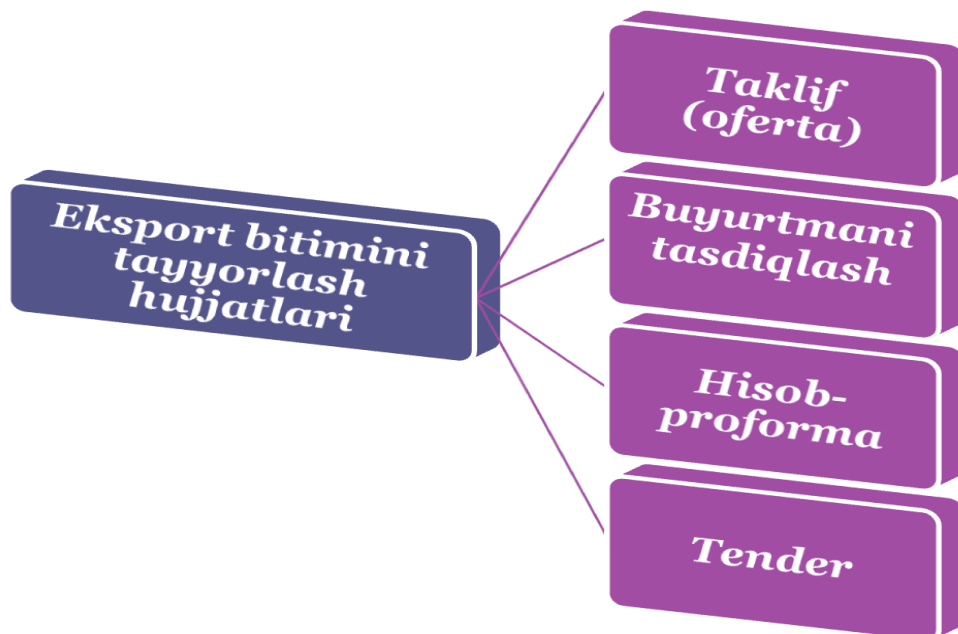 Eksport bitimini
tayyorlash
hujjatlari
Taklif
(oferta)
Buyurtmani
tasdiqlash
Hisob-
proforma
Tender